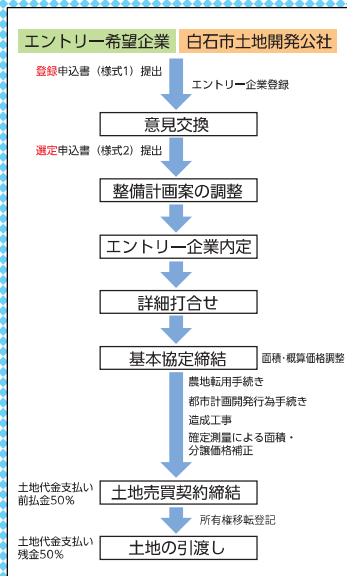 エントリー希望企業 白石市土地開発公社
登録申込書（様式1）提出
エントリー企業登録
意見交換
選定申込書（様式2）提出
整備計画案の調整
エントリー企業内定
詳細打合せ
基本協定締結 面積・概算価格調整
農地転用手続き
都市計画開発行為手続き
造成工事
確定測量による面積・
分譲価格補正
土地代金支払い
前払金50％
土地売買契約締結
所有権移転登記
土地代金支払い
残金50％
土地の引渡し